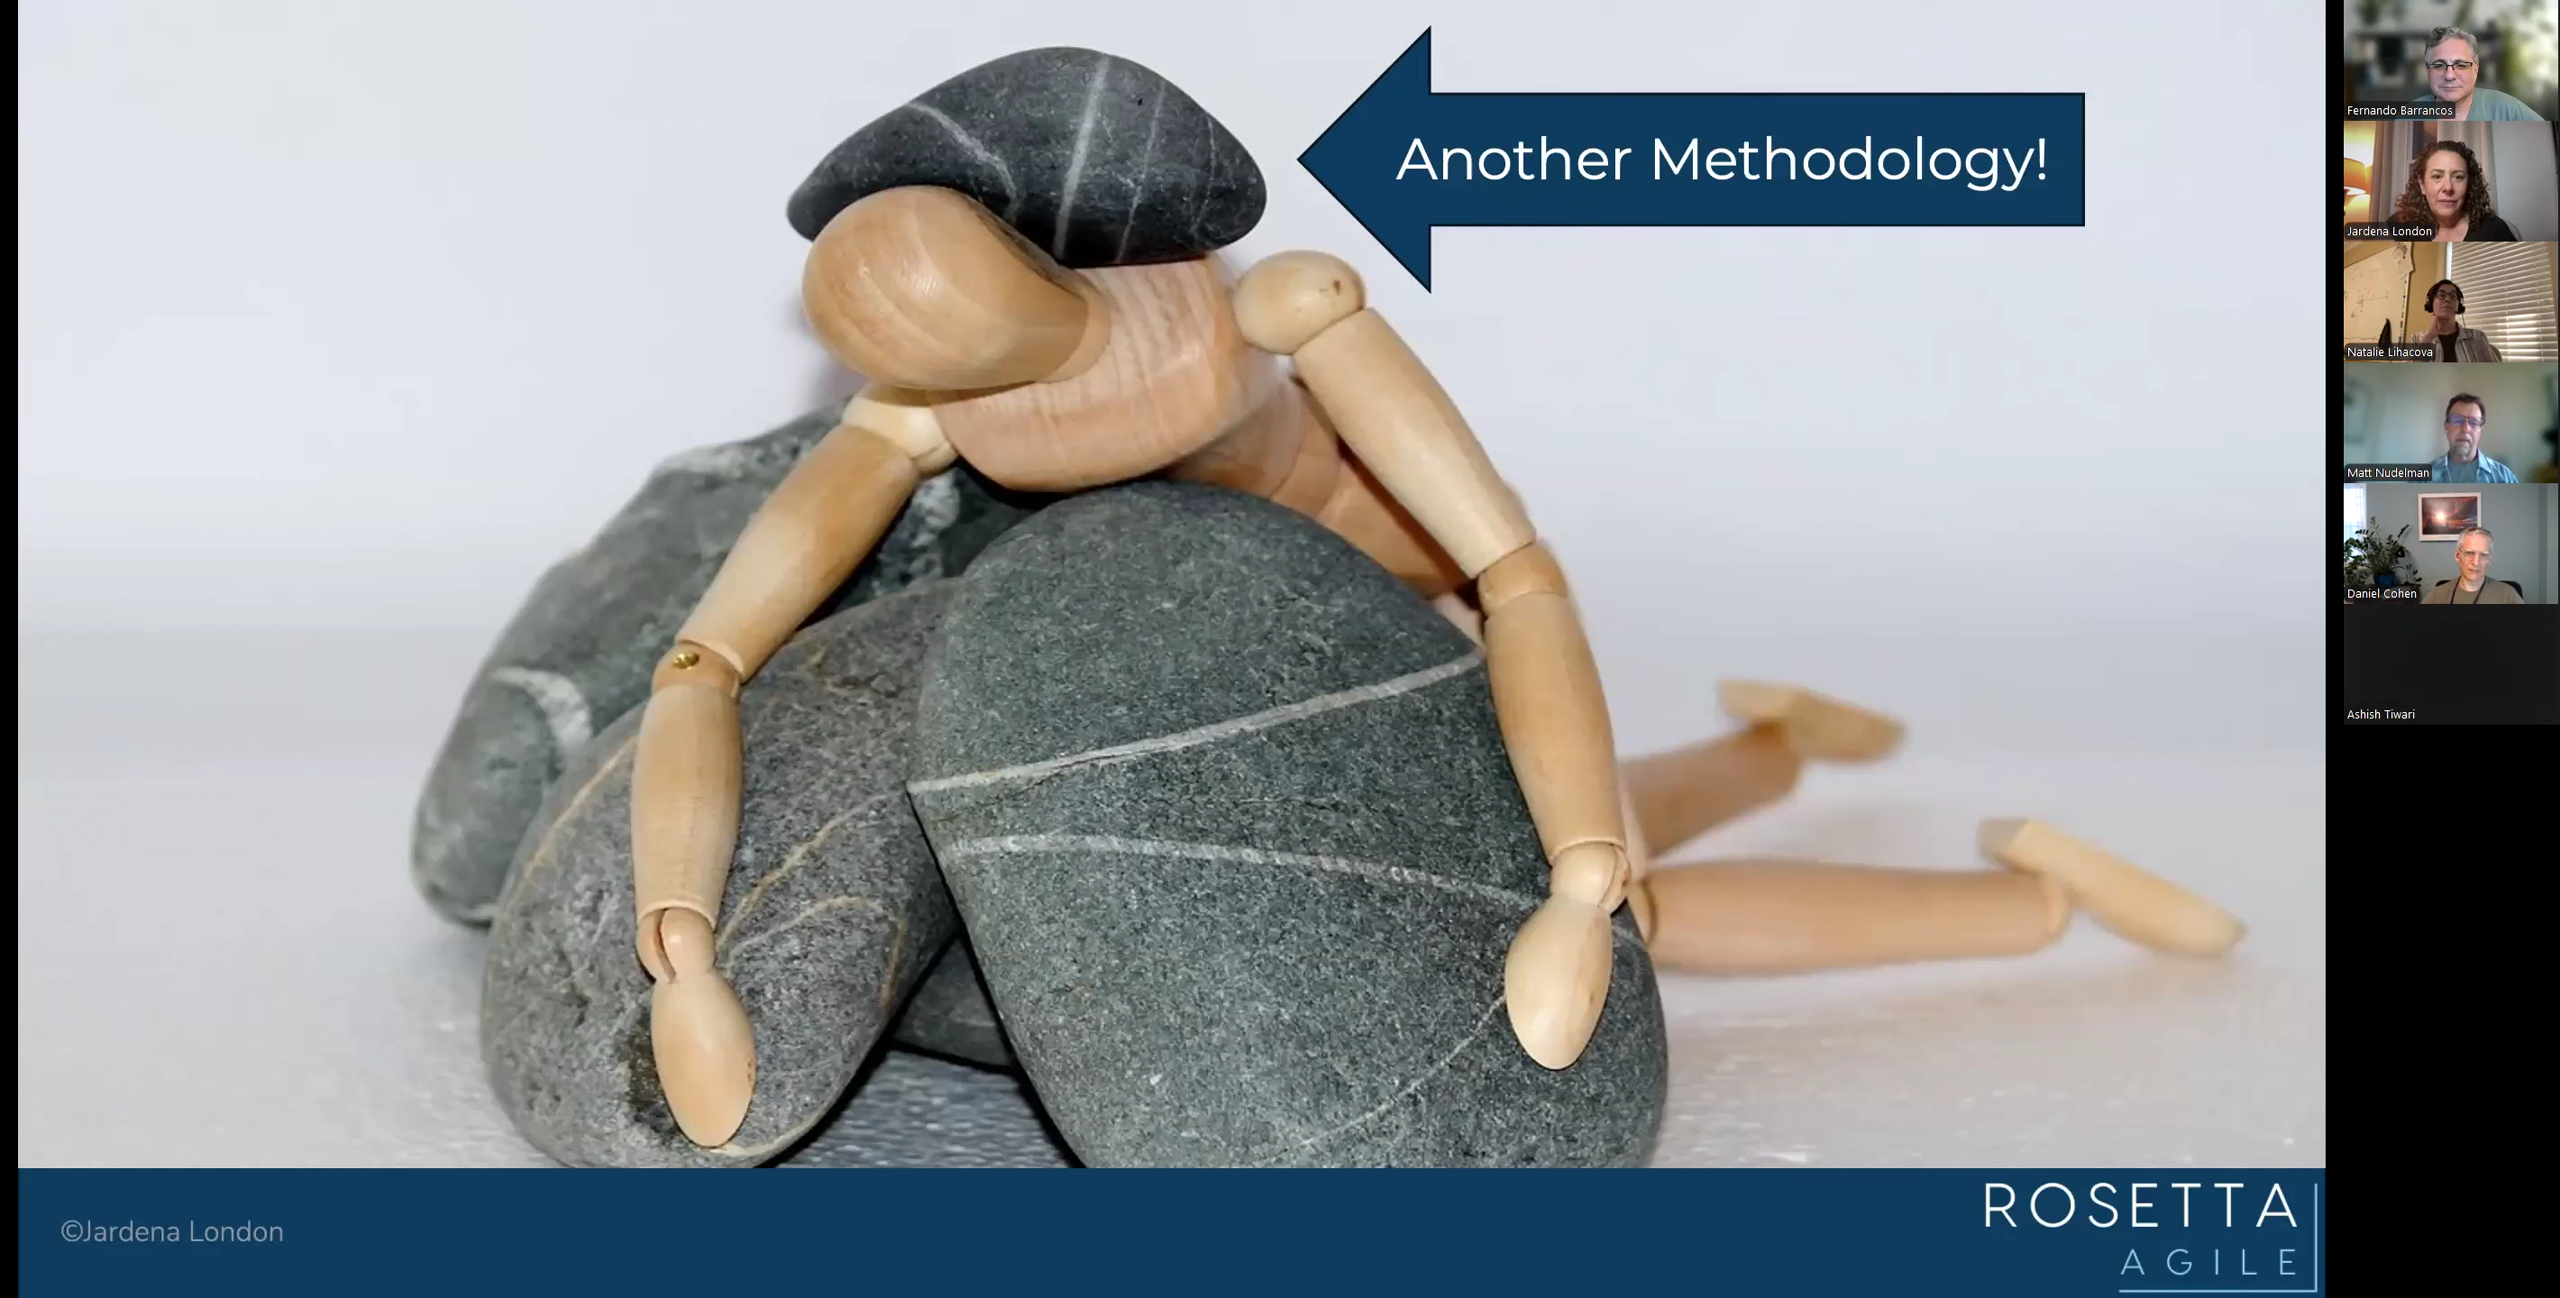 Another Methodology!
Fernando Barrancos
Jardena London
Natalie Lihacova
Matt Nudelman
Daniel Cohen
Ashish Tiwari
©Jardena London
ROSETTA
AGILE